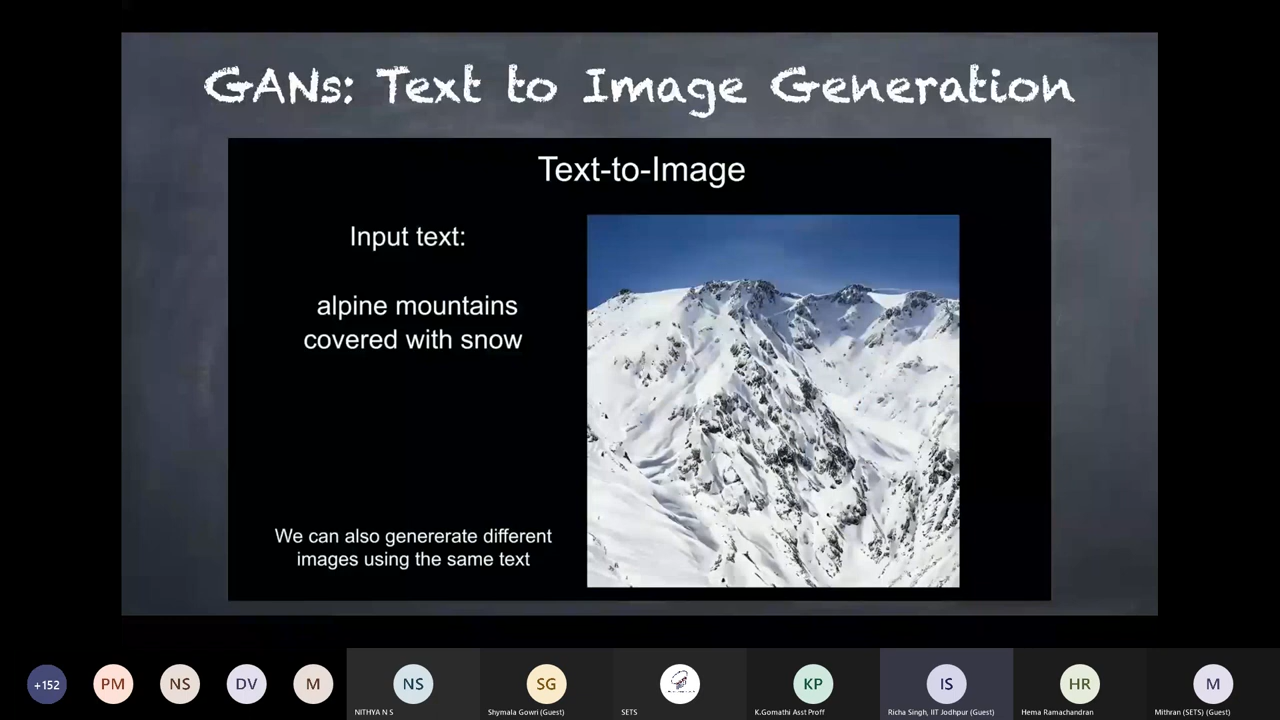 GANs: Text to Image Generation
Text-to-Image
Input text:
alpine mountains
covered with snow
We can also genererate different
images using the same text
+152
PM
NS
DV
M
NS
SG
KP
IS
HR
M
NITHYA N S
Shymala Gowri (Guest)
SETS
K.Gomathi Asst Proff
Richa Singh, IIT Jodhpur (Guest)
Hema Ramachandran
Mithran (SETS) (Guest)